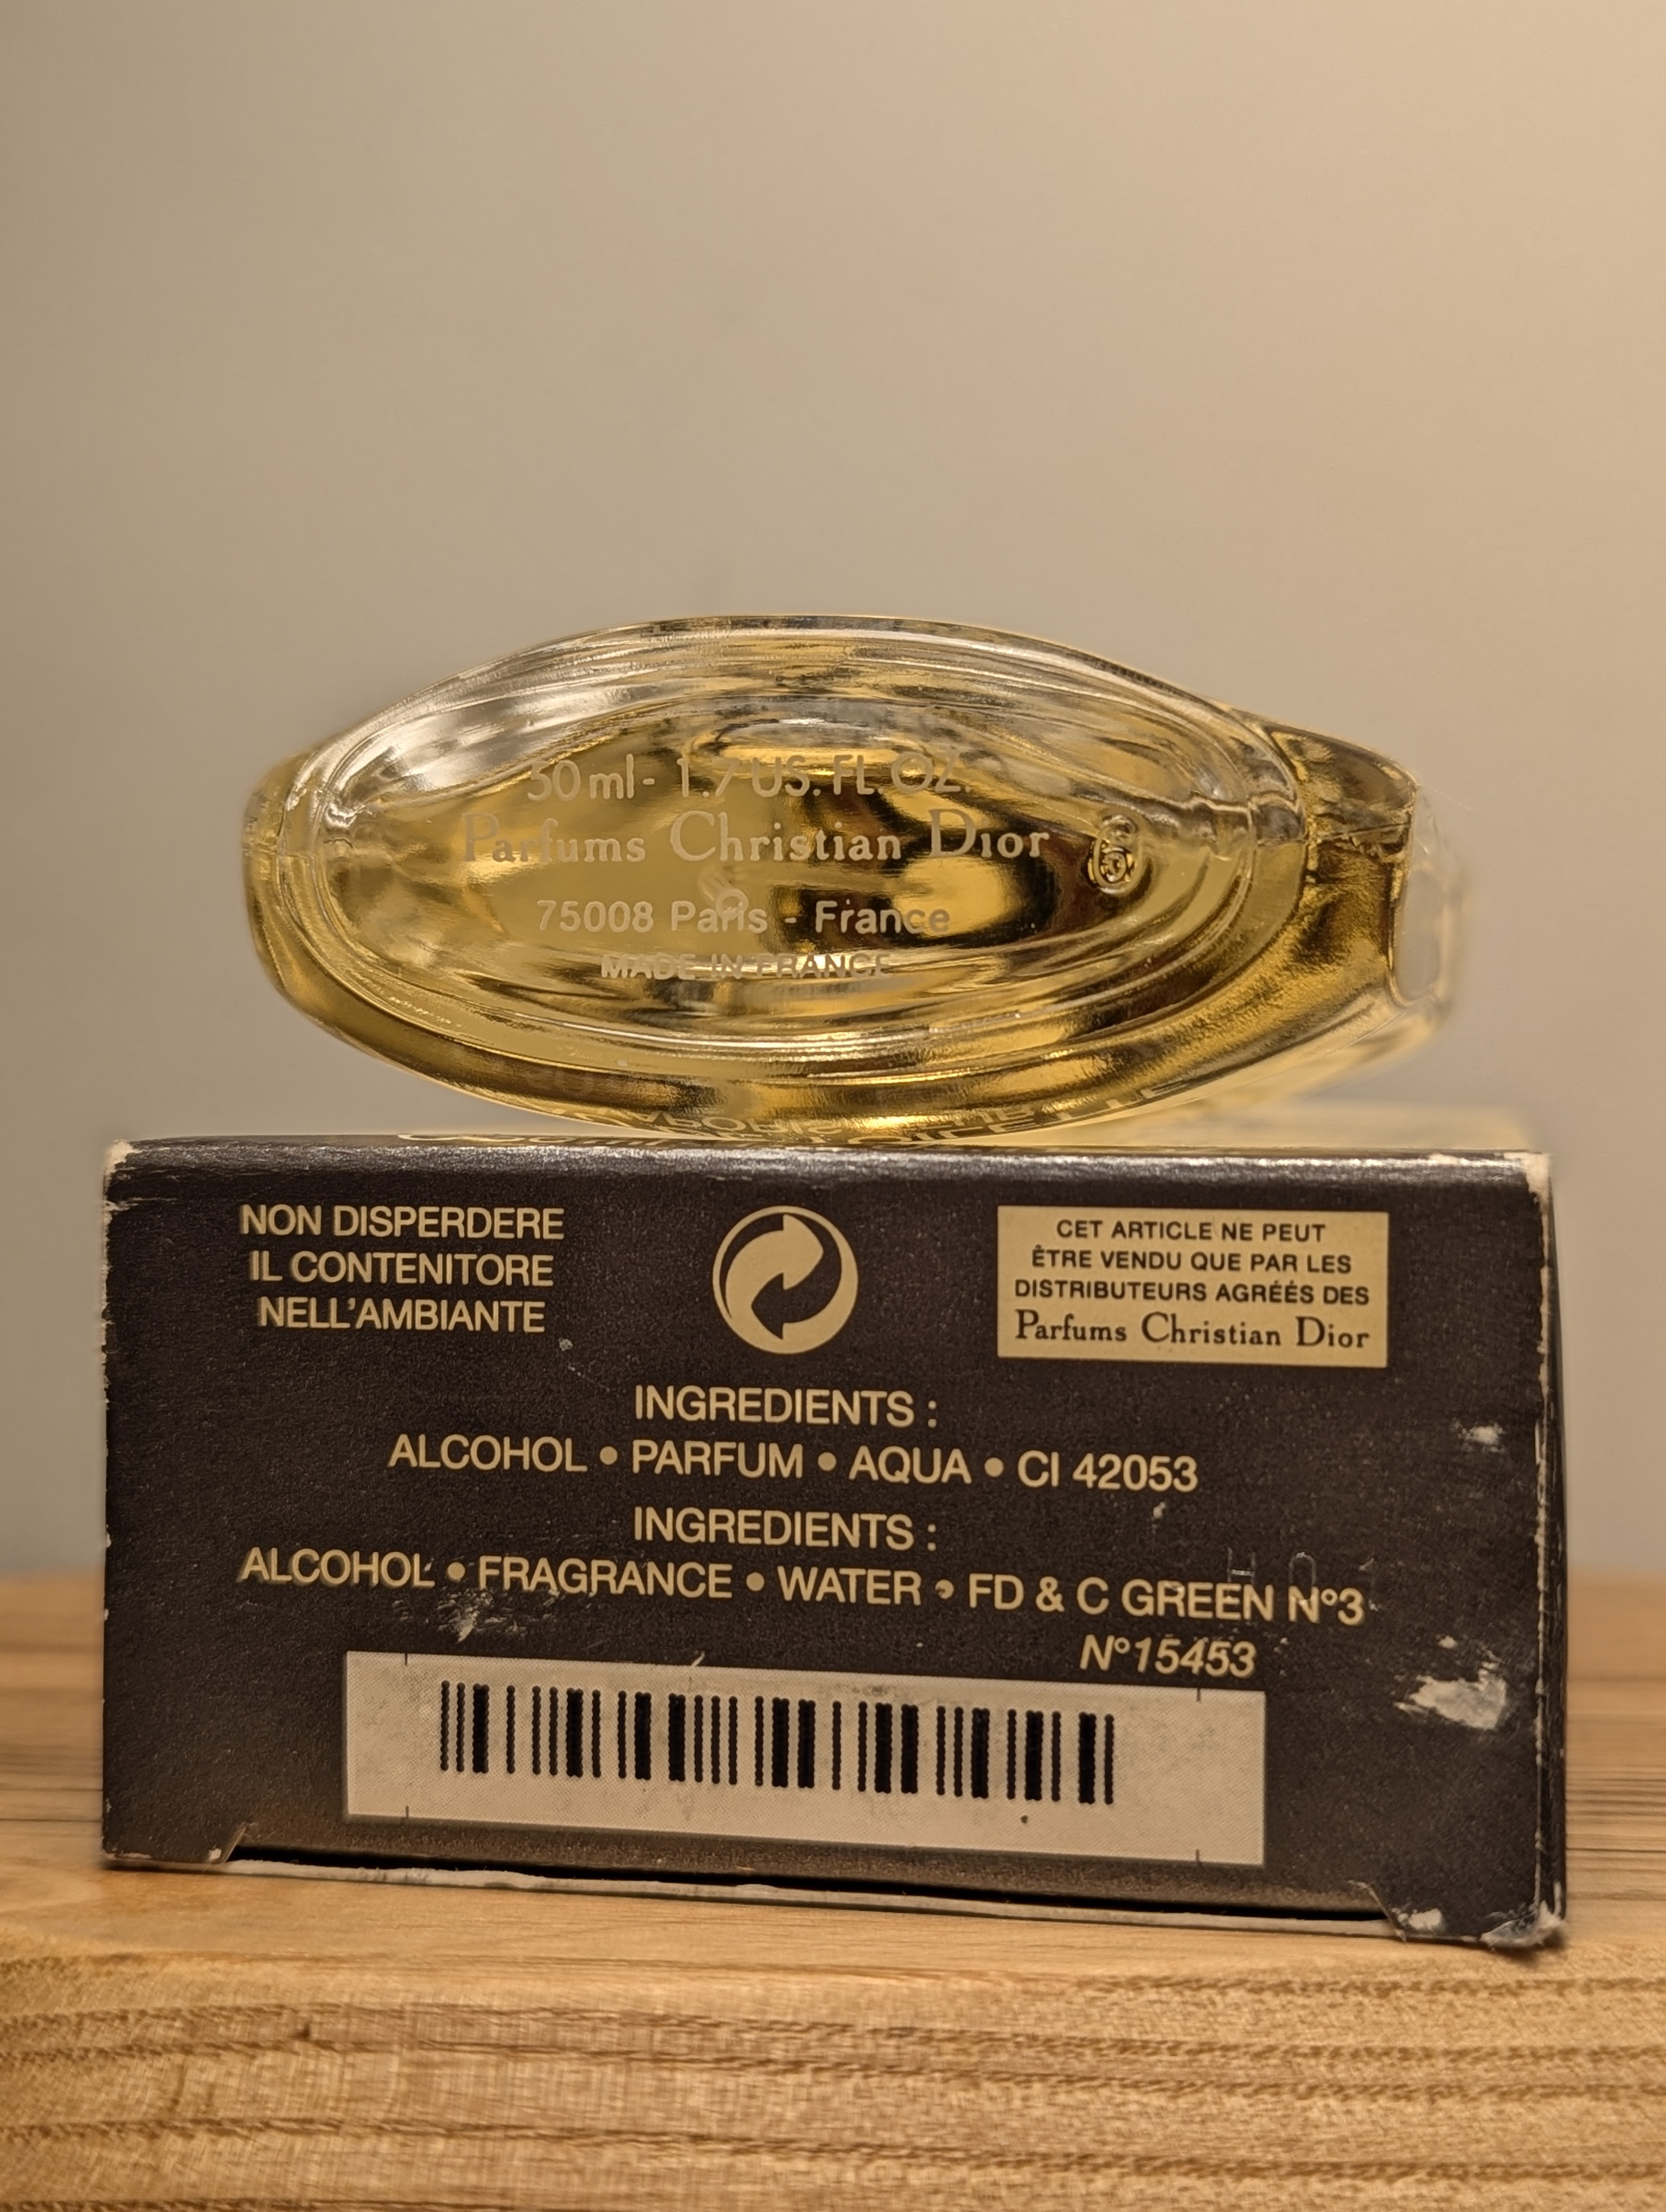 50 ml - 1.7 US. FL. OZ.
Parfums Christian Dior
75008 Paris - France
MADE IN FRANCE
NON DISPERDERE
IL CONTENITORE
NELL'AMBIANTE
CET ARTICLE NE PEUT
ÊTRE VENDU QUE PAR LES
DISTRIBUTEURS AGRÉÉS DES
Parfums Christian Dior
INGREDIENTS :
ALCOHOL • PARFUM • AQUA • CI 42053
INGREDIENTS :
ALCOHOL • FRAGRANCE • WATER • FD & C GREEN N°3
N°15453